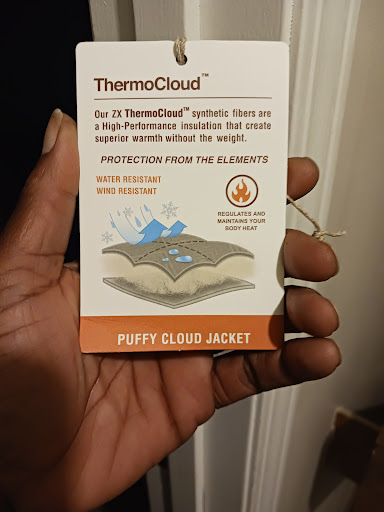 ThermoCloud™
Our ZX ThermoCloud™ synthetic fibers are
a High-Performance insulation that create
superior warmth without the weight.
PROTECTION FROM THE ELEMENTS
WATER RESISTANT
WIND RESISTANT
REGULATES AND
MAINTAINS YOUR
BODY HEAT
PUFFY CLOUD JACKET